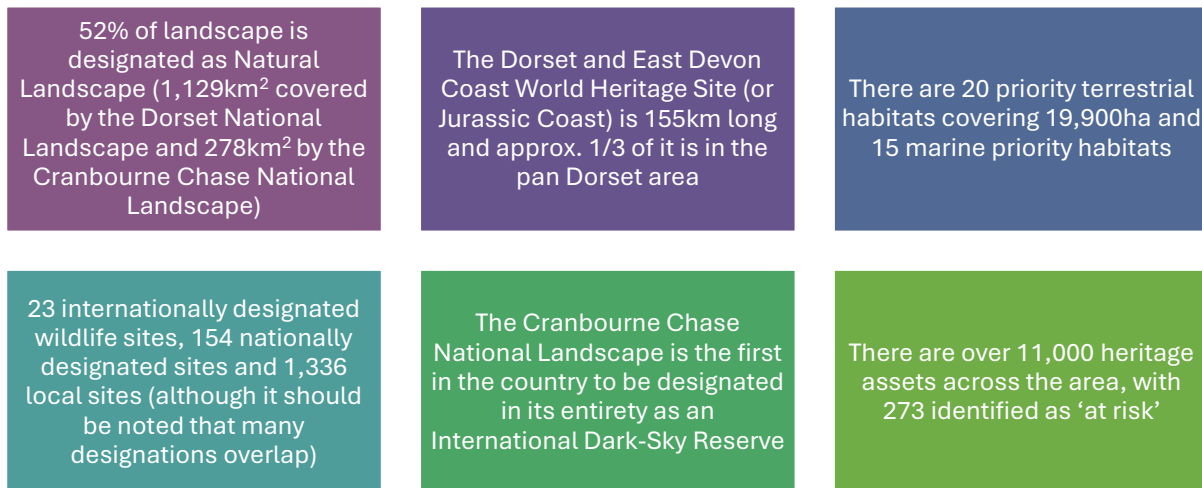 52% of landscape is
designated as Natural
Landscape (1,129km² covered
by the Dorset National
Landscape and 278km² by the
Cranbourne Chase National
Landscape)
The Dorset and East Devon
Coast World Heritage Site (or
Jurassic Coast) is 155km long
and approx. 1/3 of it is in the
pan Dorset area
There are 20 priority terrestrial
habitats covering 19,900ha and
15 marine priority habitats
23 internationally designated
wildlife sites, 154 nationally
designated sites and 1,336
local sites (although it should
be noted that many
designations overlap)
The Cranbourne Chase
National Landscape is the first
in the country to be designated
in its entirety as an
International Dark-Sky Reserve
There are over 11,000 heritage
assets across the area, with
273 identified as ‘at risk’